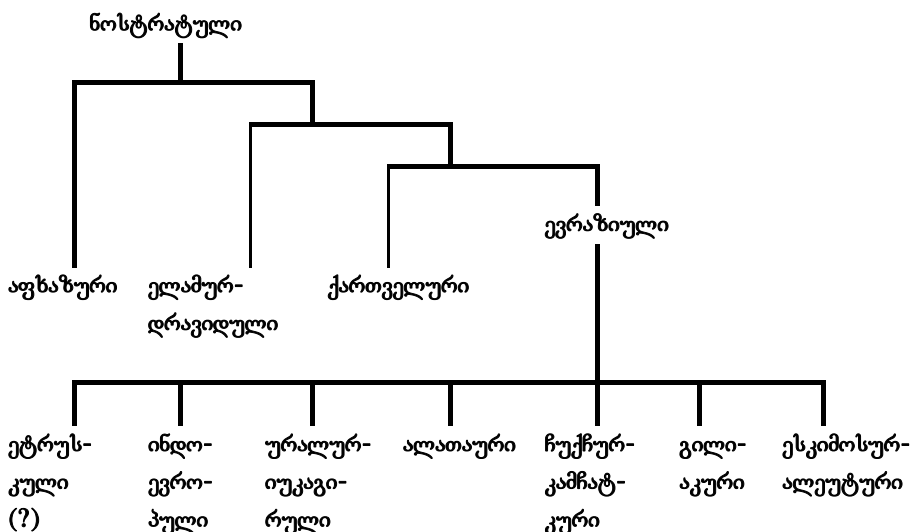 ნოსტრატული
ევრაზიული
აფხაზური
ელამურ-
დრავიდული
ქართველური
ეტრუს-
კული
(?)
ინდო-
ევრო-
პული
ურალურ-
იუკაგი-
რული
ალათაური
ჩუქჩურ-
კამჩატ-
კური
გილი-
აკური
ესკიმოსურ-
ალეუტური